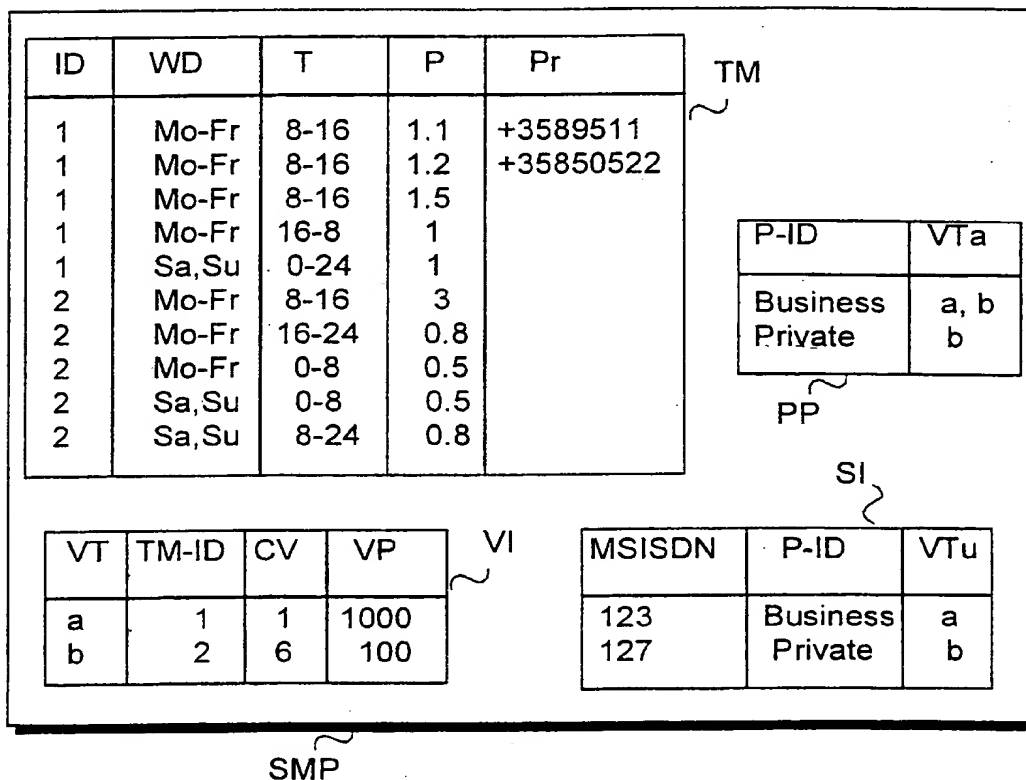 ID WD T P Pr
TM
1 Mo-Fr 8-16 1.1 +3589511
1 Mo-Fr 8-16 1.2 +35850522
1 Mo-Fr 8-16 1.5
1 Mo-Fr 16-8 1
1 Sa,Su 0-24 1
2 Mo-Fr 8-16 3
2 Mo-Fr 16-24 0.8
2 Mo-Fr 0-8 0.5
2 Sa,Su 0-8 0.5
2 Sa,Su 8-24 0.8
P-ID VTa
Business a, b
Private b
PP
VT TM-ID CV VP
VI
a 1 1 1000
b 2 6 100
SI
MSISDN P-ID VTu
123 Business a
127 Private b
SMP